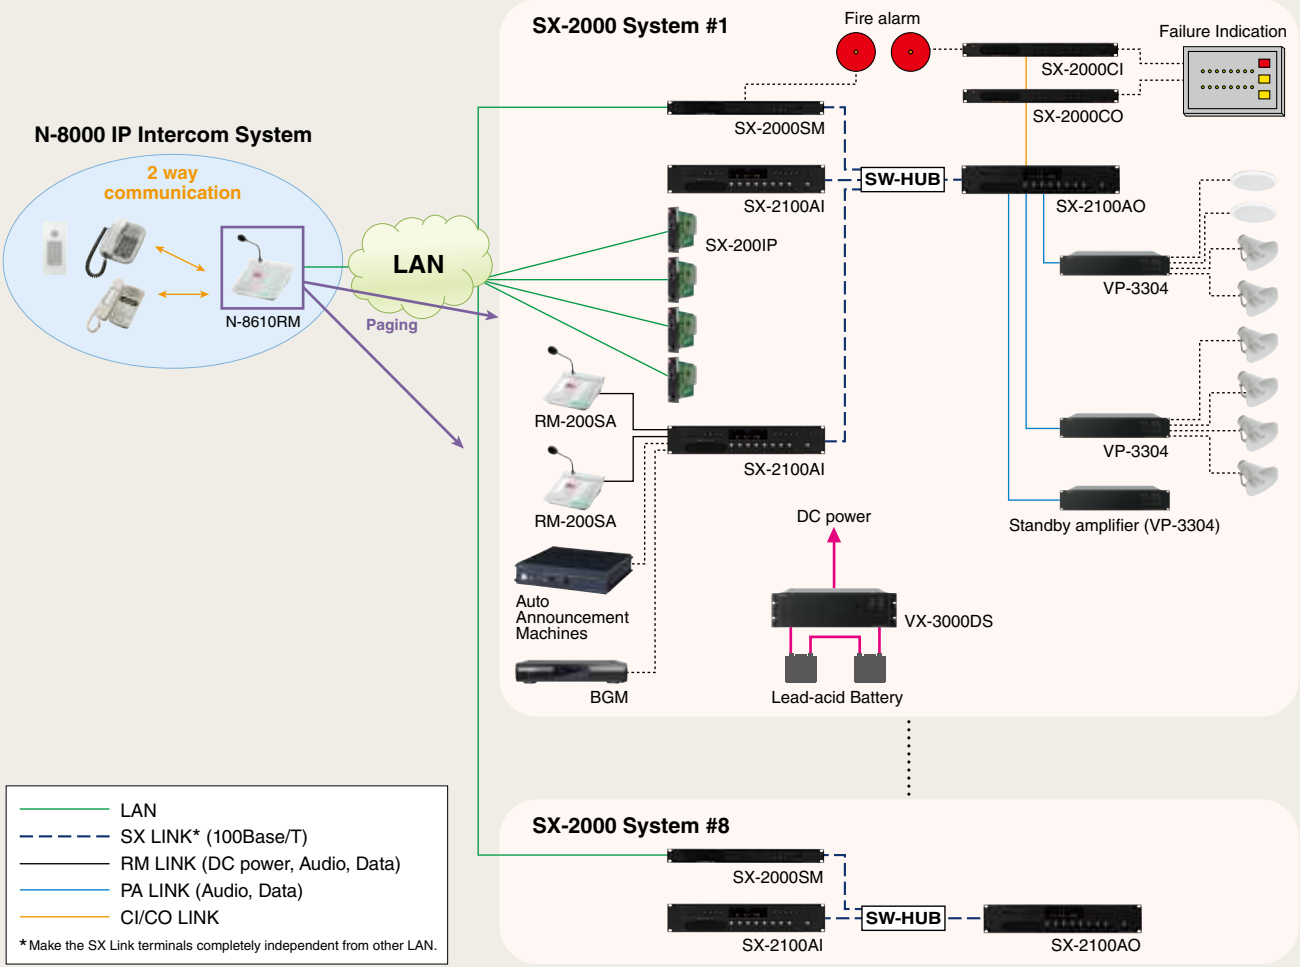 SX-2000 System #1
Fire alarm
Failure Indication
SX-2000CI
SX-2000CO
SX-2000SM
N-8000 IP Intercom System
2 way
communication
SW-HUB
SX-2100AI
SX-2100AO
SX-200IP
LAN
VP-3304
N-8610RM
Paging
RM-200SA
VP-3304
SX-2100AI
RM-200SA
DC power
Standby amplifier (VP-3304)
Auto
Announcement
Machines
VX-3000DS
BGM
Lead-acid Battery
SX-2000 System #8
LAN
SX LINK* (100Base/T)
RM LINK (DC power, Audio, Data)
PA LINK (Audio, Data)
CI/CO LINK
* Make the SX Link terminals completely independent from other LAN.
SX-2000SM
SW-HUB
SX-2100AI
SX-2100AO